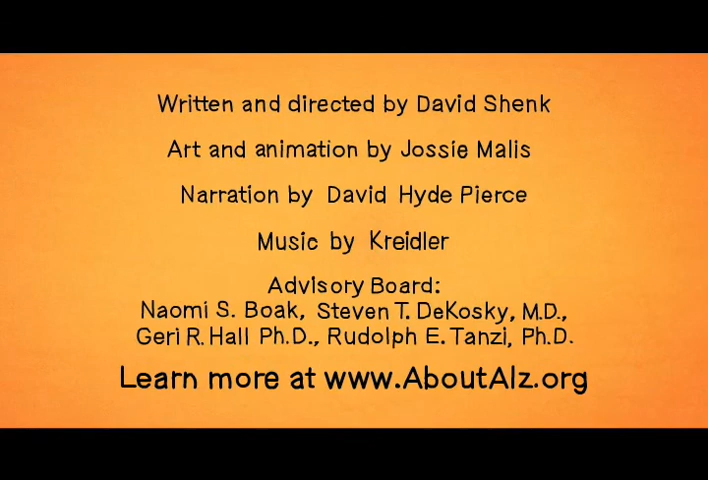 Written and directed by David Shenk
Art and animation by Jossie Malis
Narration by David Hyde Pierce
Music by Kreidler
Advisory Board:
Naomi S. Boak, Steven T. DeKosky, M.D.,
Geri R. Hall Ph.D., Rudolph E. Tanzi, Ph.D.
Learn more at www.AboutAlz.org